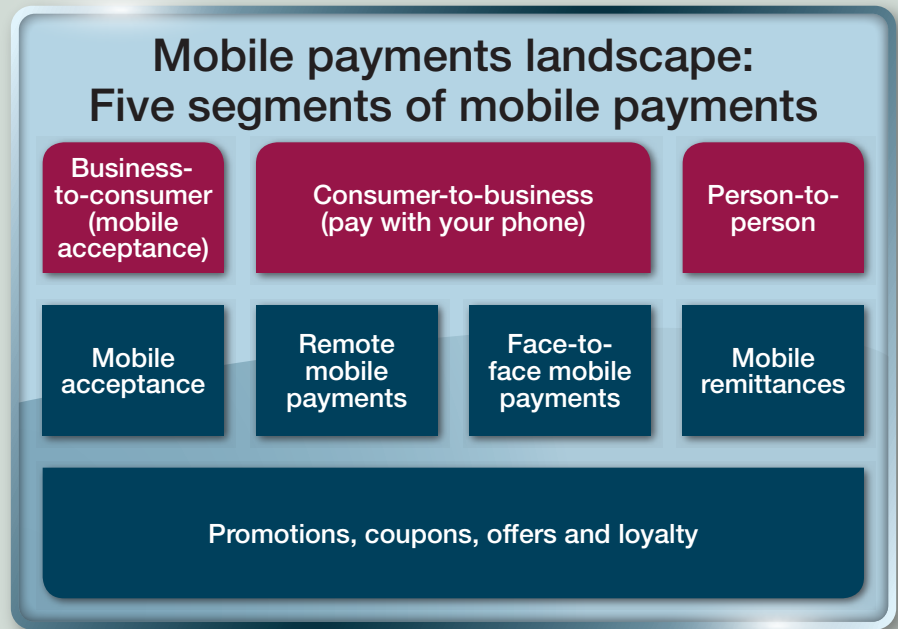 Mobile payments landscape:
Five segments of mobile payments
Business-
to-consumer
(mobile
acceptance)
Consumer-to-business
(pay with your phone)
Person-to-
person
Mobile
acceptance
Remote
mobile
payments
Face-to-
face mobile
payments
Mobile
remittances
Promotions, coupons, offers and loyalty